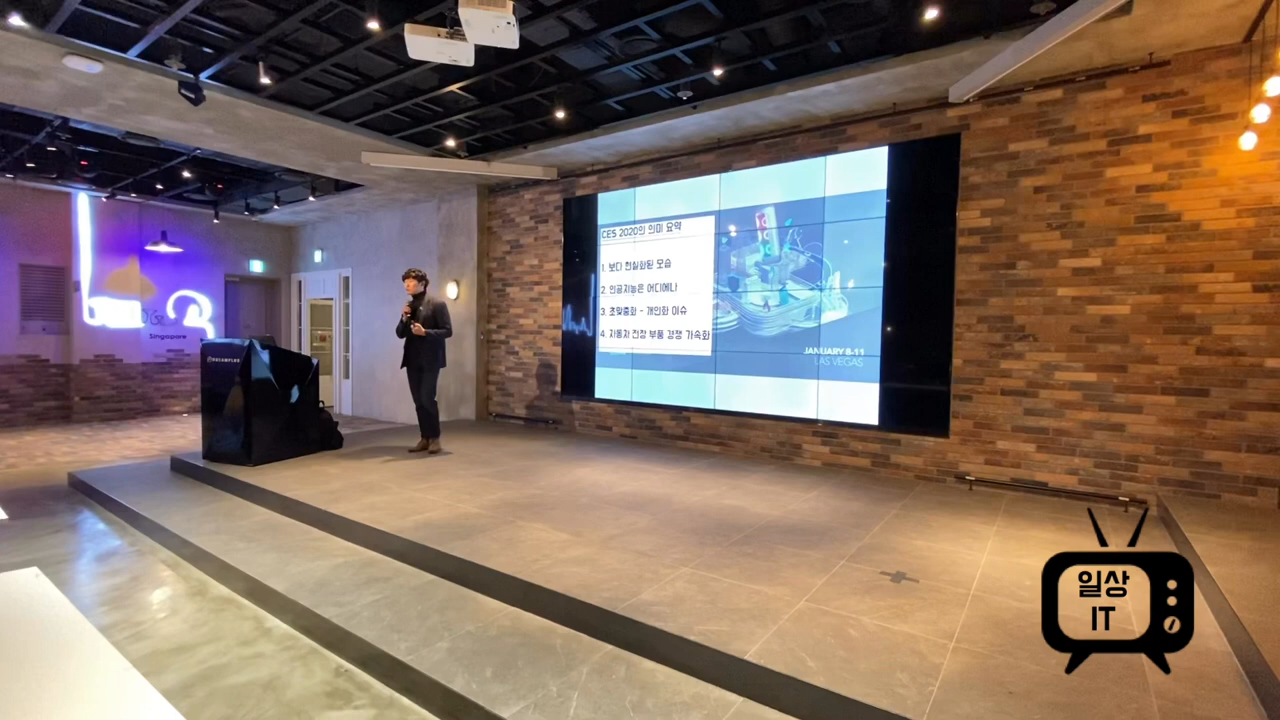 CES 2020의 의미 요약
1. 보다 현실화된 모습
2. 인공지능은 어디에나
3. 초맞춤화 - 개인화 이슈
4. 자동차 전장 부품 경쟁 가속화
JANUARY 8-11
LAS VEGAS
Singapore
일상
IT